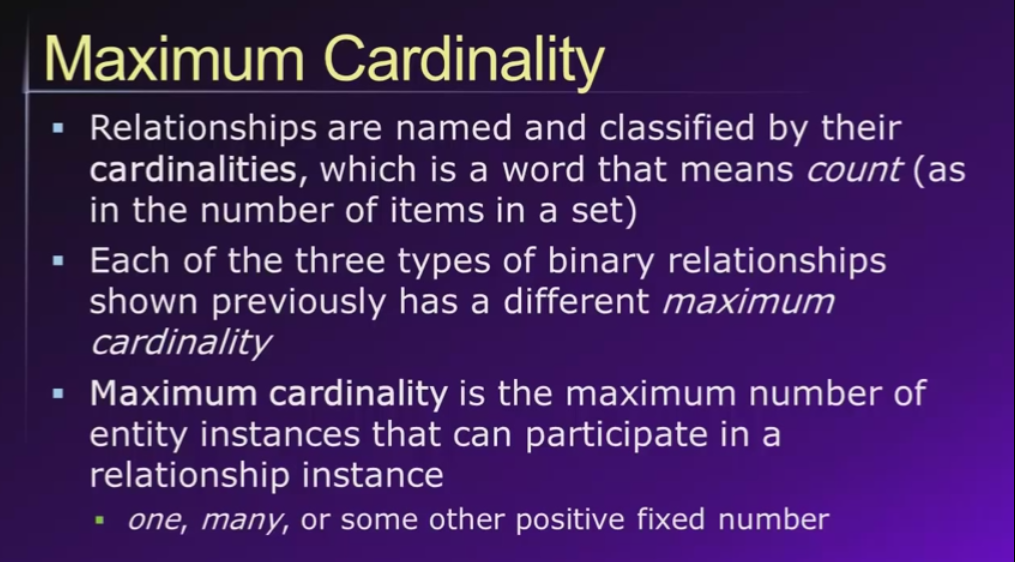 Maximum Cardinality
▪ Relationships are named and classified by their
cardinalities, which is a word that means count (as
in the number of items in a set)
▪ Each of the three types of binary relationships
shown previously has a different maximum
cardinality
▪ Maximum cardinality is the maximum number of
entity instances that can participate in a
relationship instance
▪ one, many, or some other positive fixed number